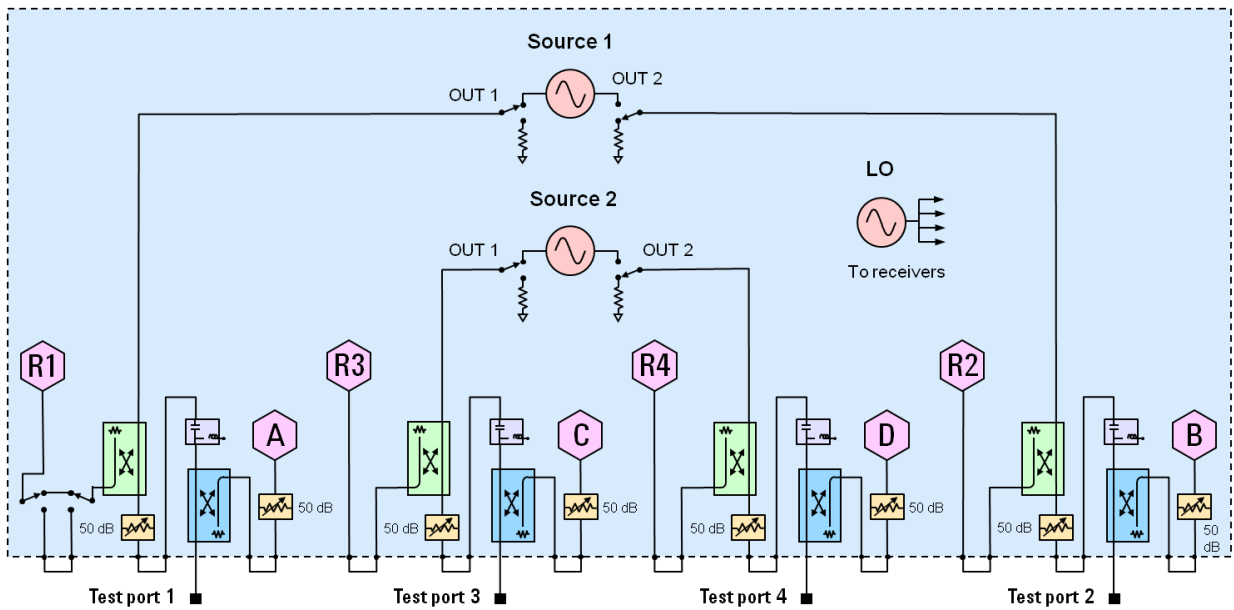 Source 1
OUT 1
OUT 2
LO
Source 2
OUT 1
OUT 2
To receivers
R1
R3
R4
R2
A
C
D
B
50 dB
50 dB
50 dB
50 dB
50 dB
50 dB
50 dB
50
dB
Test port 1
Test port 3
Test port 4
Test port 2